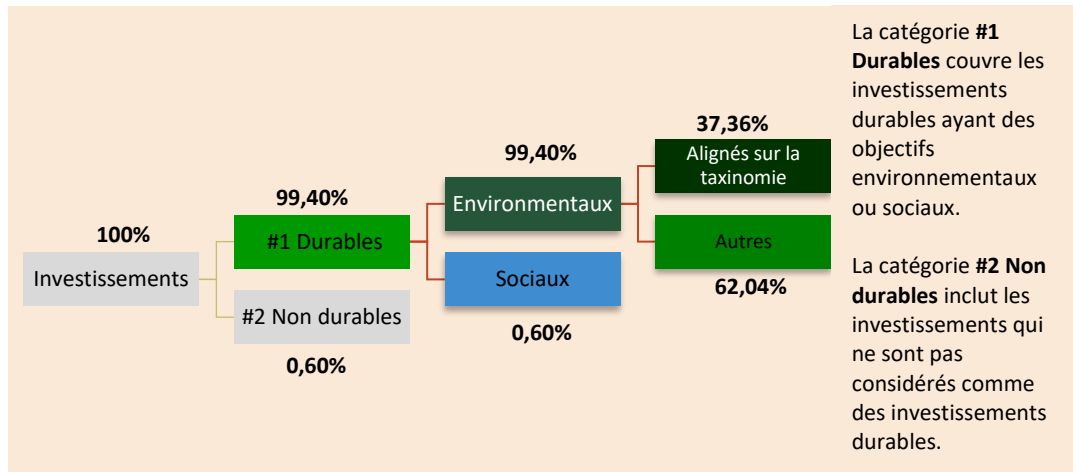 100%
Investissements
99,40%
#1 Durables
#2 Non durables
0,60%
99,40%
Environmentaux
Sociaux
0,60%
37,36%
Alignés sur la
taxinomie
Autres
62,04%
La catégorie #1
Durables couvre les
investissements
durables ayant des
objectifs
environnementaux
ou sociaux.
La catégorie #2 Non
durables inclut les
investissements qui
ne sont pas
considérés comme
des investissements
durables.